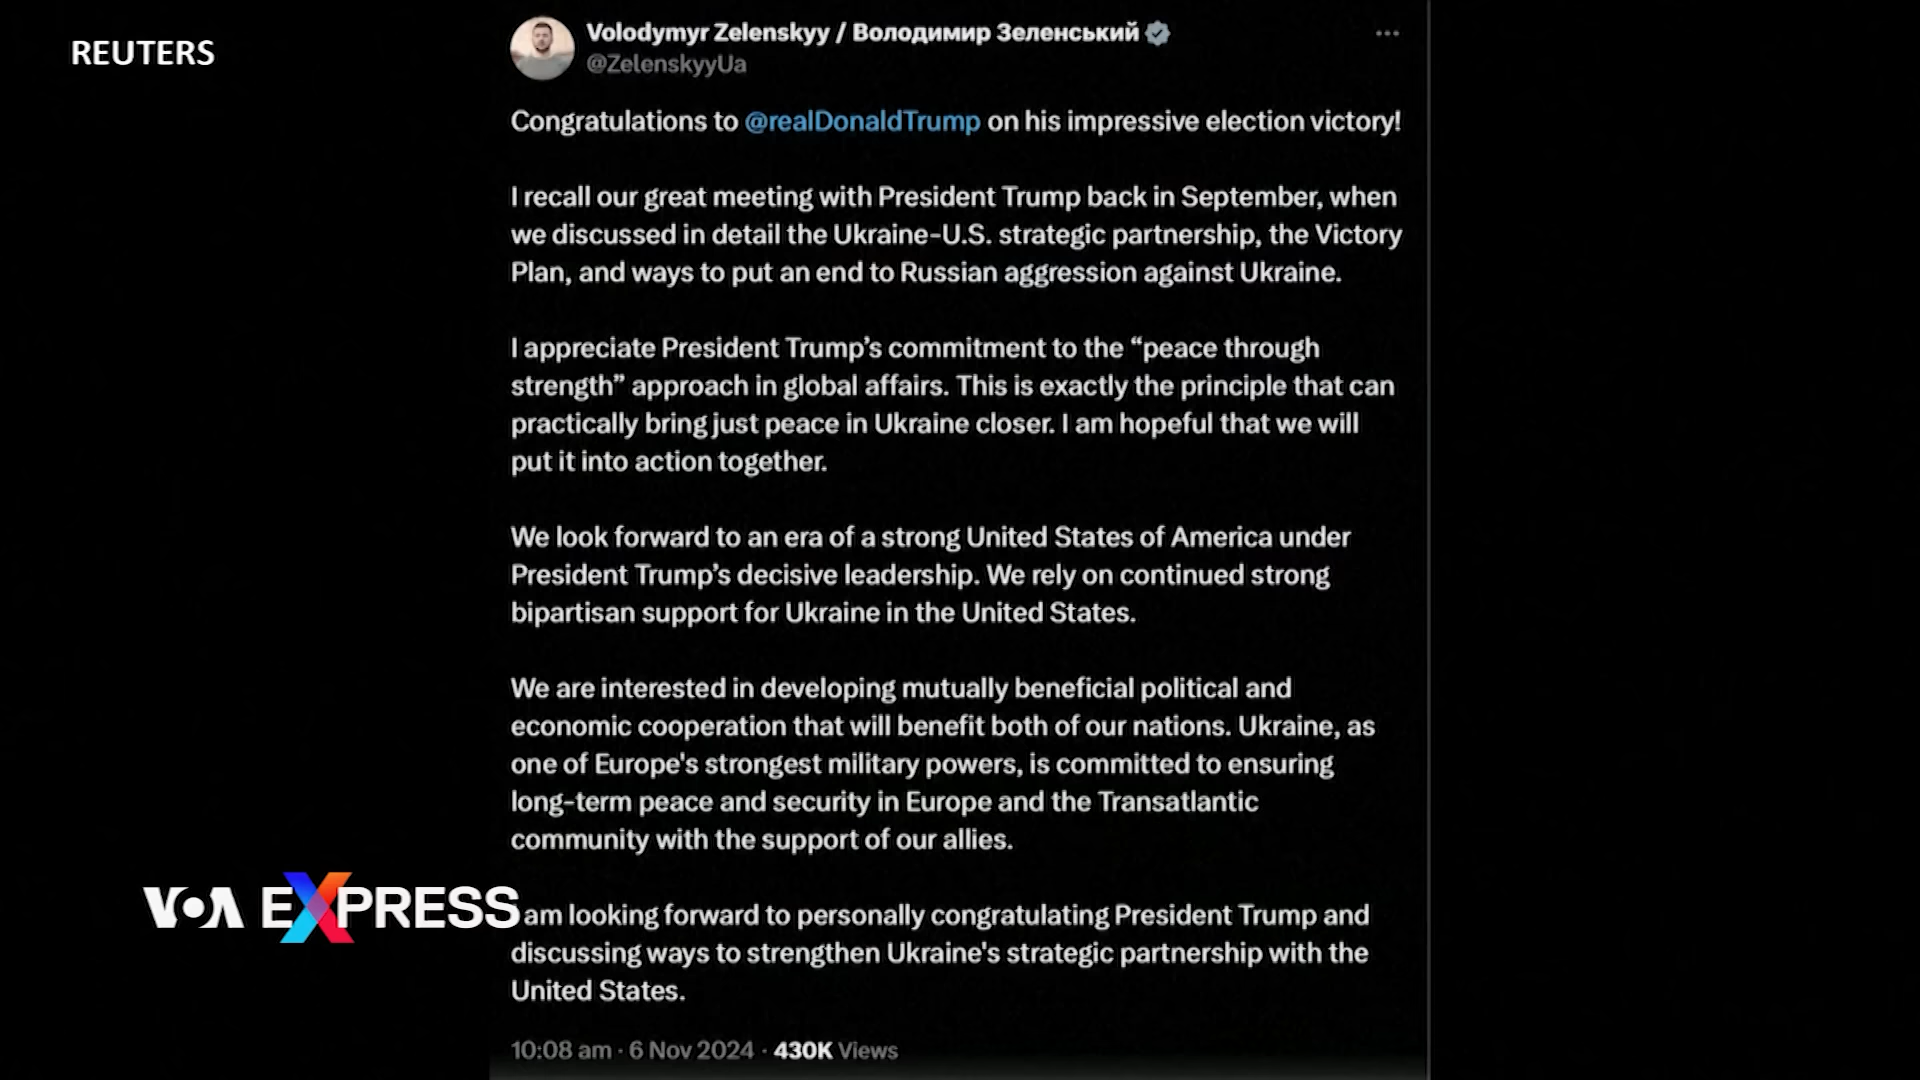 REUTERS
Volodymyr Zelenskyy / Володимир Зеленський
@ZelenskyyUa
Congratulations to @realDonaldTrump on his impressive election victory!
I recall our great meeting with President Trump back in September, when
we discussed in detail the Ukraine-U.S. strategic partnership, the Victory
Plan, and ways to put an end to Russian aggression against Ukraine.
I appreciate President Trump’s commitment to the “peace through
strength” approach in global affairs. This is exactly the principle that can
practically bring just peace in Ukraine closer. I am hopeful that we will
put it into action together.
We look forward to an era of a strong United States of America under
President Trump’s decisive leadership. We rely on continued strong
bipartisan support for Ukraine in the United States.
We are interested in developing mutually beneficial political and
economic cooperation that will benefit both of our nations. Ukraine, as
one of Europe's strongest military powers, is committed to ensuring
long-term peace and security in Europe and the Transatlantic
community with the support of our allies.
VOA EXPRESS
am looking forward to personally congratulating President Trump and
discussing ways to strengthen Ukraine's strategic partnership with the
United States.
10:08 am · 6 Nov 2024 · 430K Views